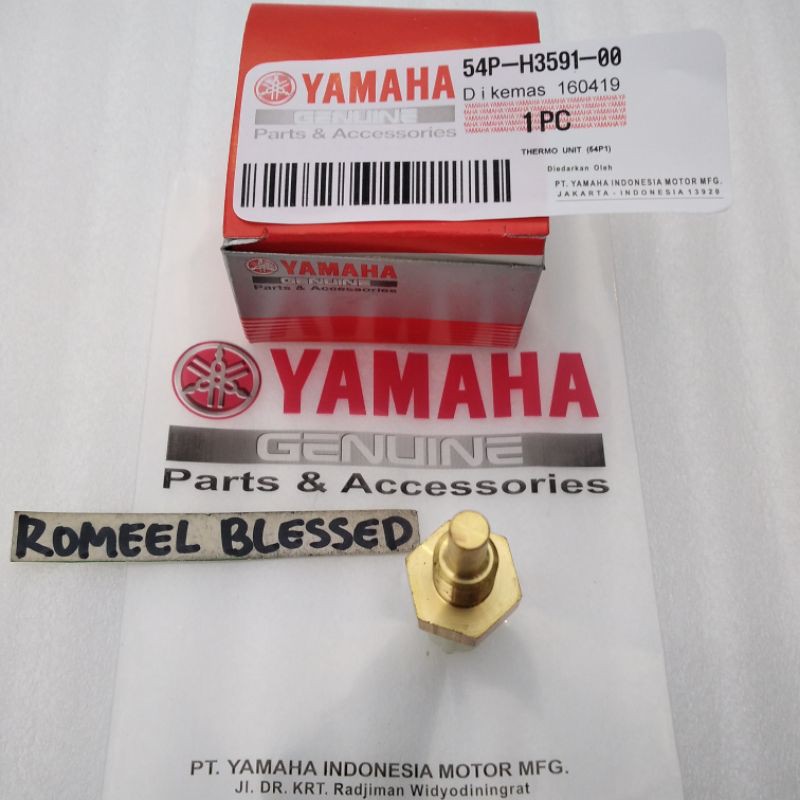 YAMAHA
GENUINE
Parts & Accessories
54P-H3591-00
Dikemas 160419
1PC
THERMO UNIT (54P1)
Diedarkan Oleh
PT. YAMAHA INDONESIA MOTOR MFG.
JAKARTA - INDONESIA 13920
YAMAHA
GENUINE
Parts & Accessories
YAMAHA
GENUINE
Parts & Accessories
ROMEEL BLESSED
PT. YAMAHA INDONESIA MOTOR MFG.
Jl. DR. KRT. Radjiman Widyodiningrat